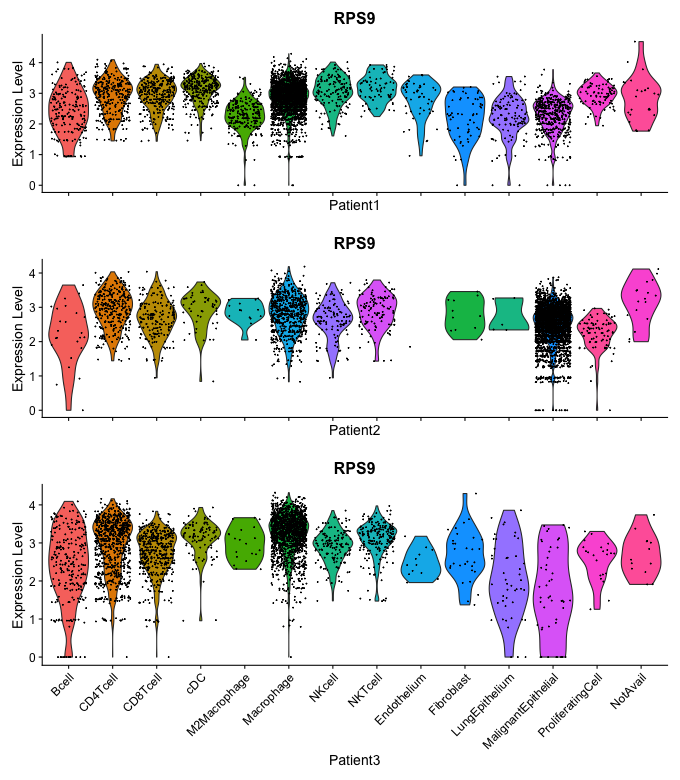 RPS9
Expression Level
4
3
2
1
0
Patient1
RPS9
Expression Level
4
3
2
1
0
Patient2
RPS9
Expression Level
4
3
2
1
0
Bcell
CD4Tcell
CD8Tcell
cDC
M2Macrophage
Macrophage
NKcell
NKTcell
Endothelium
Fibroblast
LungEpithelium
MalignantEpithelial
ProliferatingCell
NotAvail
Patient3